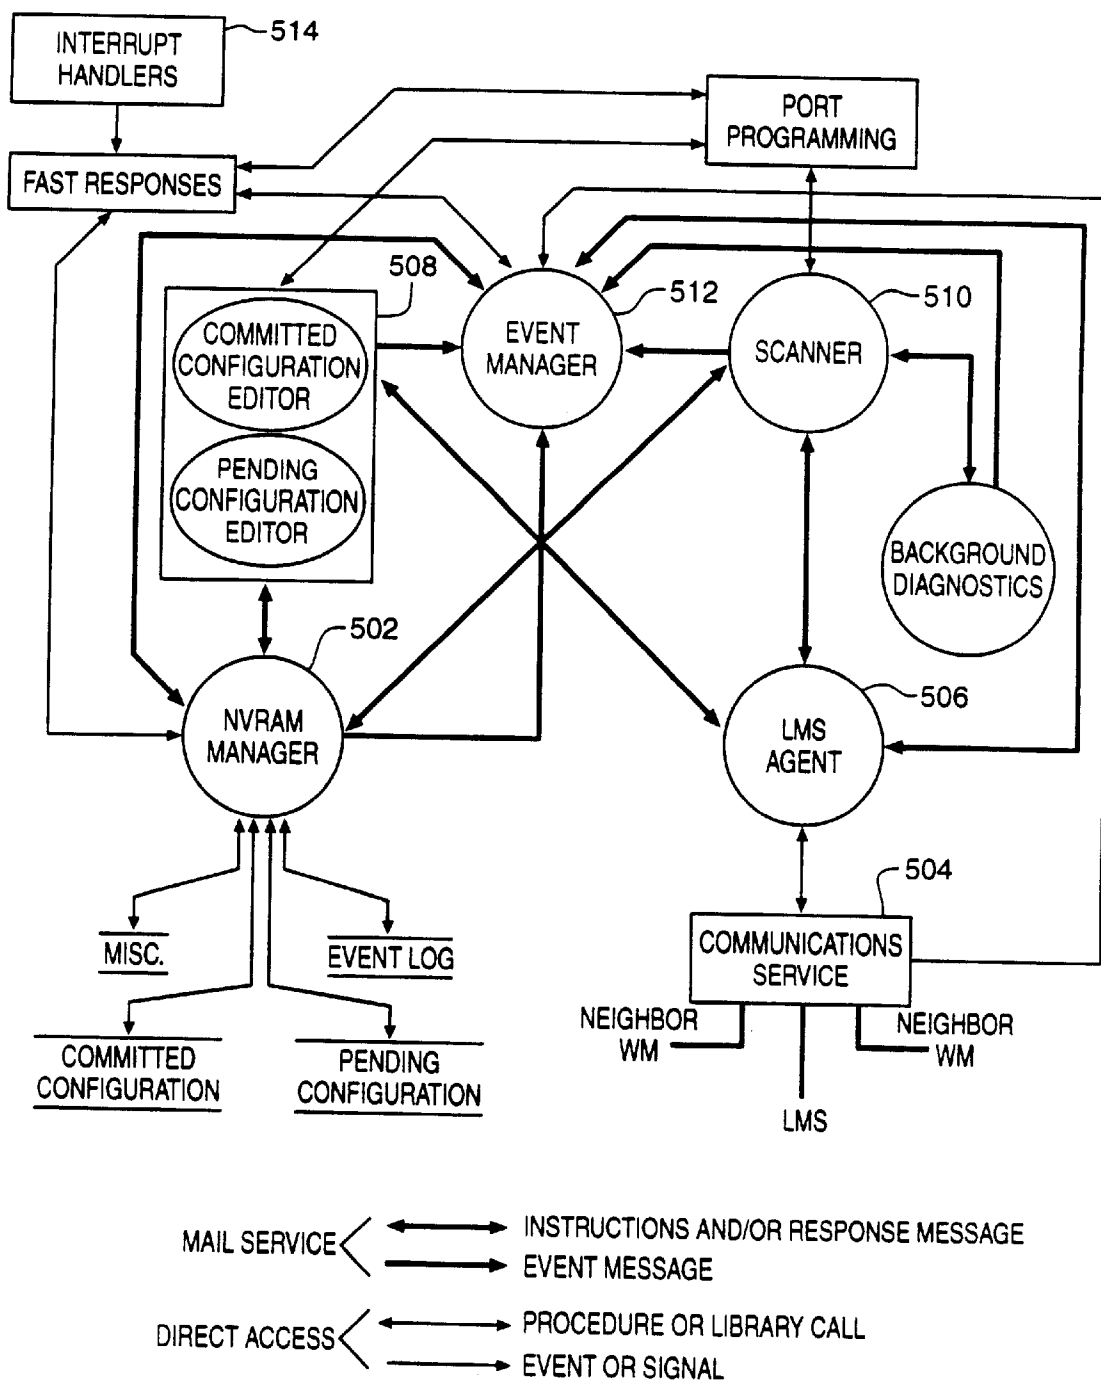 INTERRUPT
HANDLERS
514
PORT
PROGRAMMING
FAST RESPONSES
508
COMMITTED
CONFIGURATION
EDITOR
PENDING
CONFIGURATION
EDITOR
EVENT
MANAGER
512
SCANNER
510
BACKGROUND
DIAGNOSTICS
502
NVRAM
MANAGER
506
LMS
AGENT
504
COMMUNICATIONS
SERVICE
MISC.
EVENT LOG
COMMITTED
CONFIGURATION
PENDING
CONFIGURATION
NEIGHBOR
WM
NEIGHBOR
WM
LMS
MAIL SERVICE
INSTRUCTIONS AND/OR RESPONSE MESSAGE
EVENT MESSAGE
DIRECT ACCESS
PROCEDURE OR LIBRARY CALL
EVENT OR SIGNAL